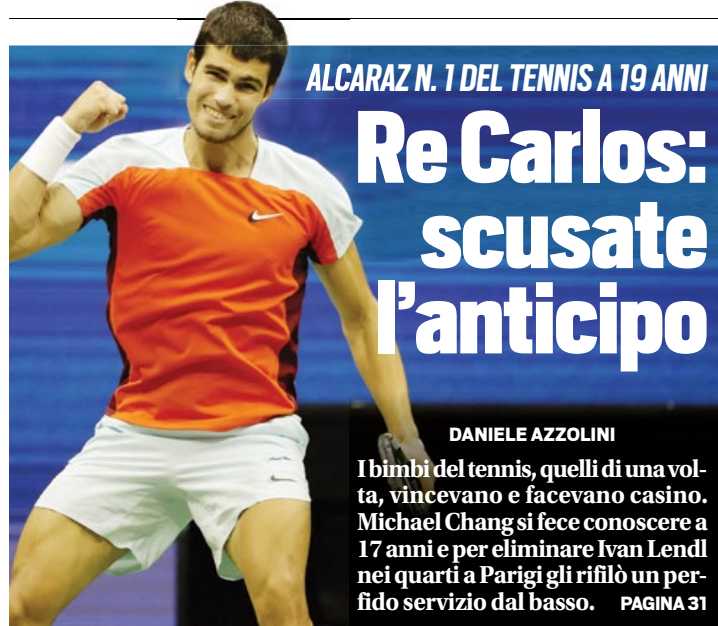 ALCARAZ N. 1 DEL TENNIS A 19 ANNI
Re Carlos:
scusate
l'anticipo
DANIELE AZZOLINI
I bimbi del tennis, quelli di una vol-
ta, vincevano e facevano casino.
Michael Chang si fece conoscere a
17 anni e per eliminare Ivan Lendl
nei quarti a Parigi gli rifilò un per-
fido servizio dal basso. PAGINA 31